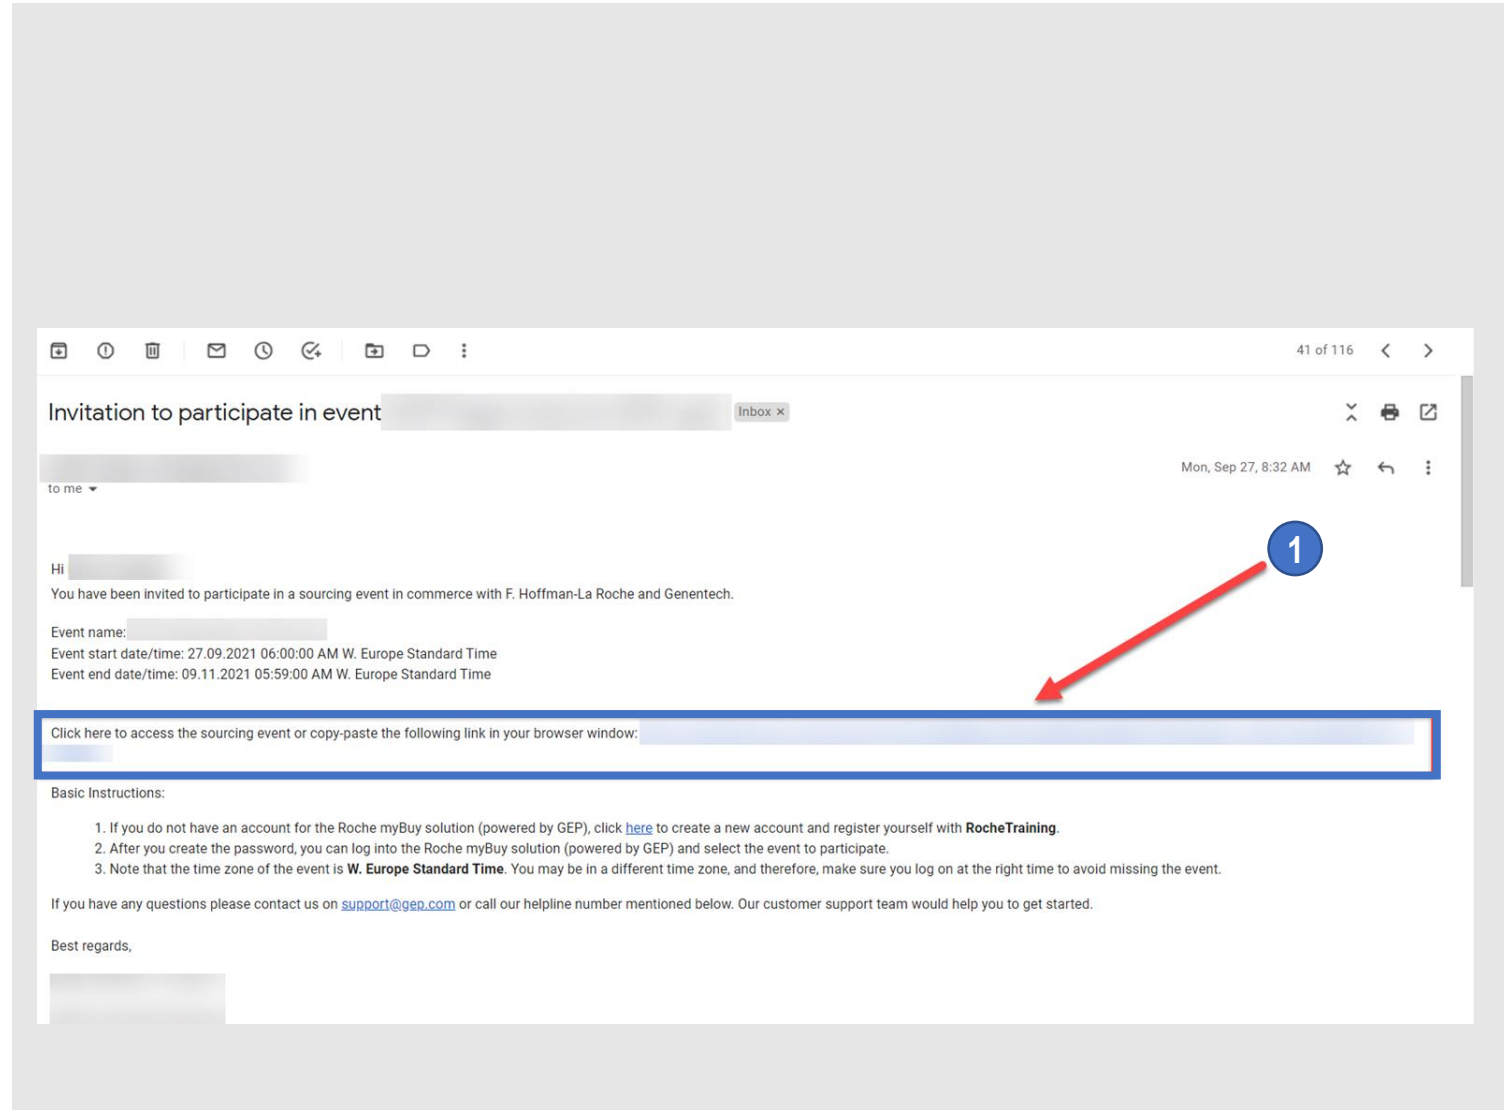 41 of 116
Invitation to participate in event
Inbox ×
Mon, Sep 27, 8:32 AM
to me
1
Hi
You have been invited to participate in a sourcing event in commerce with F. Hoffman-La Roche and Genentech.
Event name:
Event start date/time: 27.09.2021 06:00:00 AM W. Europe Standard Time
Event end date/time: 09.11.2021 05:59:00 AM W. Europe Standard Time
Click here to access the sourcing event or copy-paste the following link in your browser window:
Basic Instructions:
1. If you do not have an account for the Roche myBuy solution (powered by GEP), click here to create a new account and register yourself with RocheTraining.
2. After you create the password, you can log into the Roche myBuy solution (powered by GEP) and select the event to participate.
3. Note that the time zone of the event is W. Europe Standard Time. You may be in a different time zone, and therefore, make sure you log on at the right time to avoid missing the event.
If you have any questions please contact us on support@gep.com or call our helpline number mentioned below. Our customer support team would help you to get started.
Best regards,